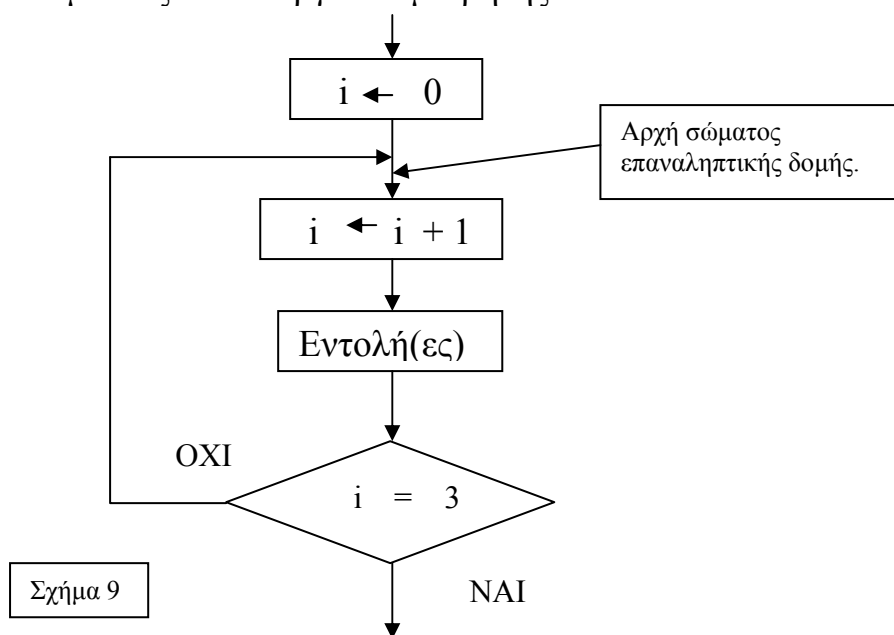 i ← 0
Αρχή σώματος
επαναληπτικής δομής.
i ← i + 1
Εντολή(ες)
ΟΧΙ
i = 3
Σχήμα 9
ΝΑΙ